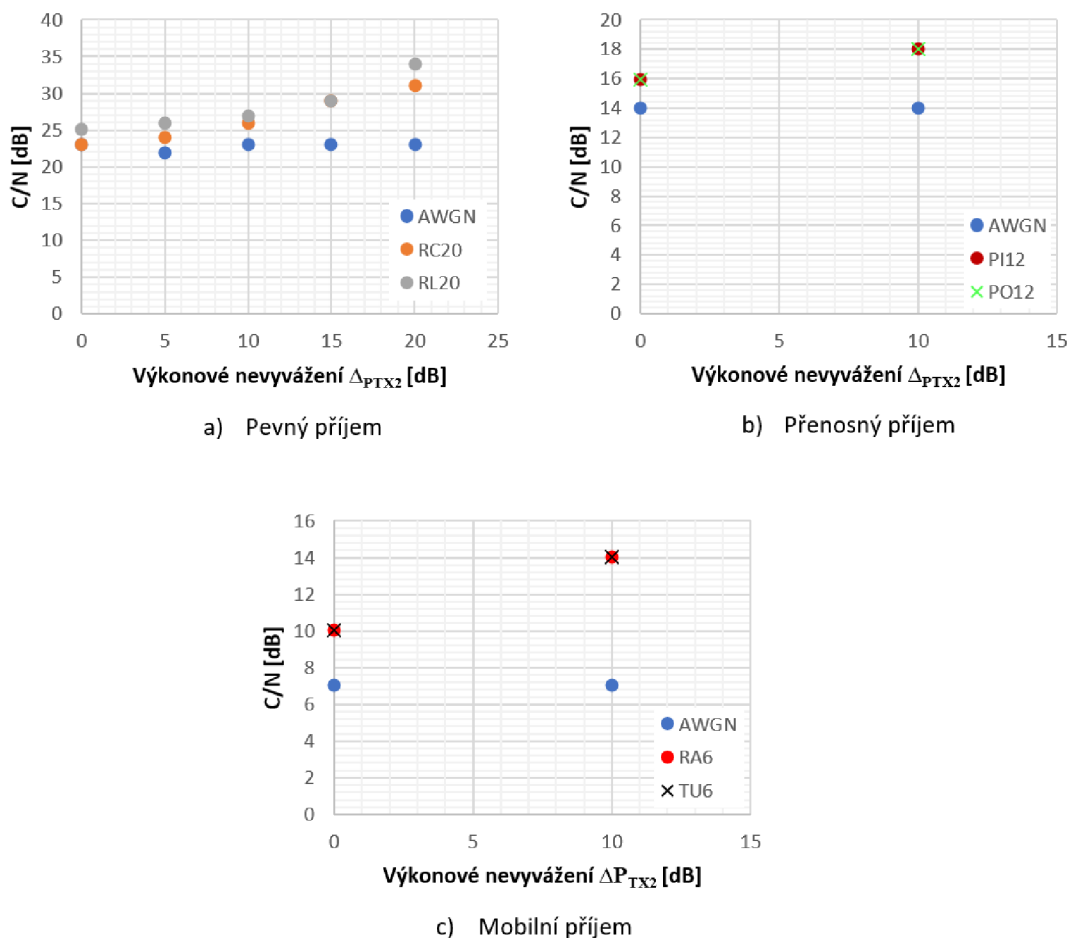 40
35
30
25
20
15
10
5
0
C/N [dB]
AWGN
RC20
RL20
0 5 10 15 20 25
Výkonové nevyvážení Δ_PTX2 [dB]
a) Pevný příjem
20
18
16
14
12
10
8
6
4
2
0
C/N [dB]
AWGN
PI12
PO12
0 5 10 15
Výkonové nevyvážení Δ_PTX2 [dB]
b) Přenosný příjem
16
14
12
10
8
6
4
2
0
C/N [dB]
AWGN
RA6
TU6
0 5 10 15
Výkonové nevyvážení ΔP_TX2 [dB]
c) Mobilní příjem